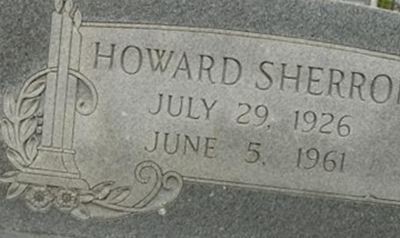 HOWARD SHERRO
JULY 29, 1926
JUNE 5, 1961